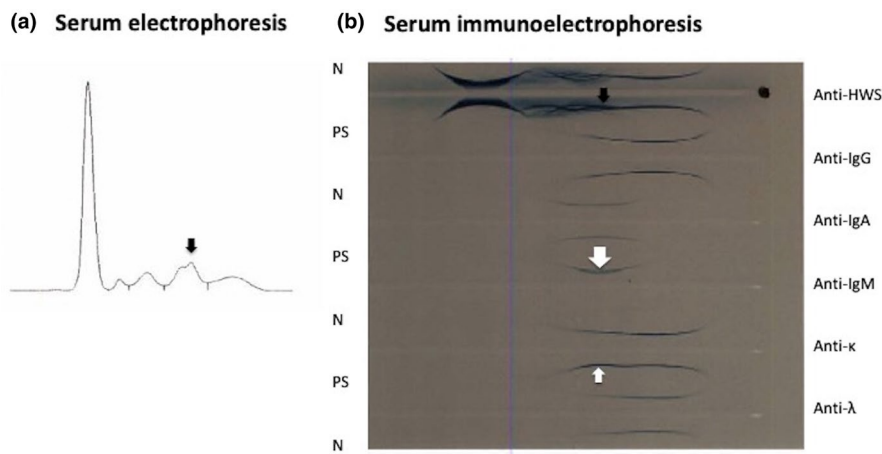 (a) Serum electrophoresis
(b) Serum immunoelectrophoresis
N
Anti-HWS
PS
Anti-IgG
N
Anti-IgA
PS
Anti-IgM
N
Anti-κ
PS
Anti-λ
N